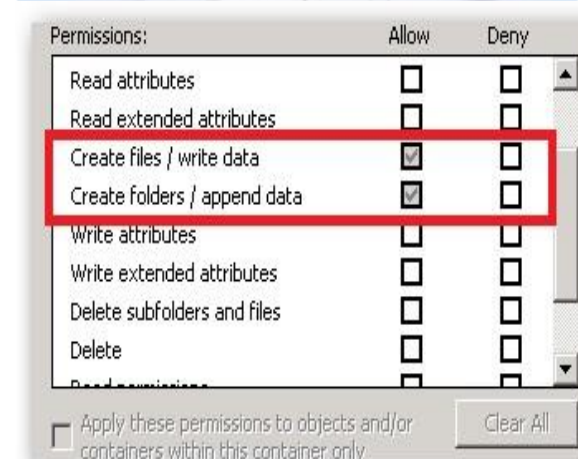 Permissions: Allow Deny
Read attributes
Read extended attributes
Create files / write data
Create folders / append data
Write attributes
Write extended attributes
Delete subfolders and files
Delete
Read permissions
Apply these permissions to objects and/or
containers within this container only
Clear All